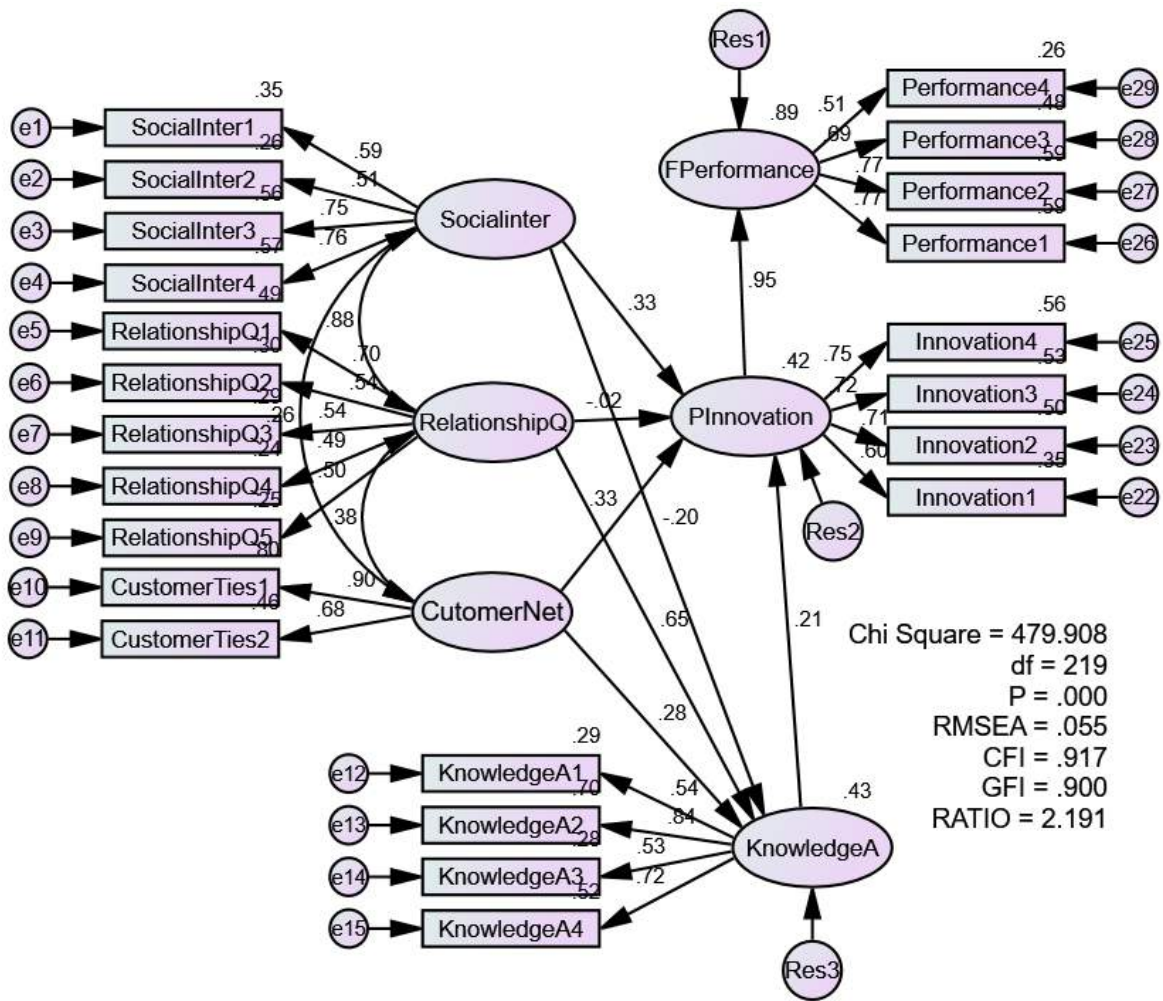 Res1
.26
.35
.89
.51
Performance4
e29
.48
e1
SocialInter1
.69
Performance3
e28
.26
.59
FPerformance
.59
e2
SocialInter2
.51
.77
Performance2
e27
.56
.75
.77
.59
e3
SocialInter3
Socialinter
Performance1
e26
.57
.76
e4
SocialInter4
.95
.49
.33
.56
e5
RelationshipQ1
.88
.75
Innovation4
e25
.30
.70
.42
.53
e6
RelationshipQ2
.54
.72
Innovation3
e24
.29
-.02
.50
.26
.54
RelationshipQ
PInnovation
.71
e7
RelationshipQ3
.49
Innovation2
e23
.24
.60
.35
e8
RelationshipQ4
.50
.33
Innovation1
e22
.25
.38
-.20
Res2
e9
RelationshipQ5
.80
e10
CustomerTies1
.90
.46
.68
CutomerNet
.65
.21
e11
CustomerTies2
Chi Square = 479.908
df = 219
P = .000
RMSEA = .055
CFI = .917
GFI = .900
RATIO = 2.191
.28
.29
e12
KnowledgeA1
.54
.43
.70
e13
KnowledgeA2
.84
.28
.53
KnowledgeA
e14
KnowledgeA3
.72
.52
e15
KnowledgeA4
Res3